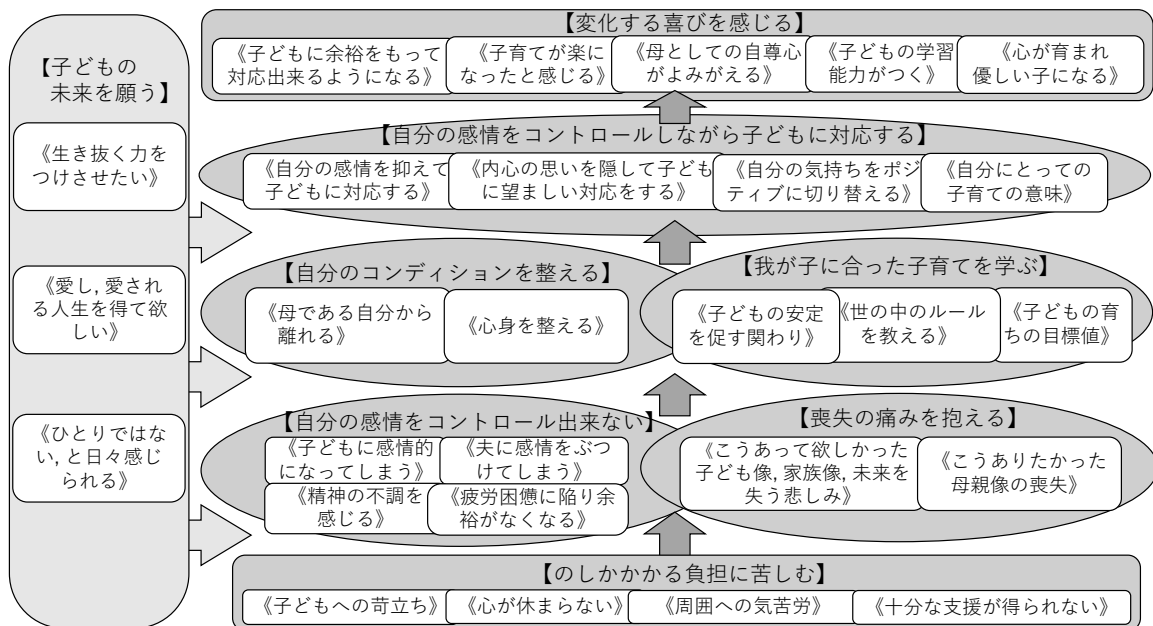 【子どもの
未来を願う】
《生き抜く力を
つけさせたい》
《愛し, 愛され
る人生を得て欲
しい》
《ひとりではな
い, と日々感じ
られる》
【変化する喜びを感じる】
《子どもに余裕をもって
対応出来るようになる》
《子育てが楽に
なったと感じる》
《母としての自尊心
がよみがえる》
《子どもの学習
能力がつく》
《心が育まれ
優しい子になる》
【自分の感情をコントロールしながら子どもに対応する】
《自分の感情を抑えて
子どもに対応する》
《内心の思いを隠して子ども
に望ましい対応をする》
《自分の気持ちをポジ
ティブに切り替える》
《自分にとっての
子育ての意味》
【自分のコンディションを整える】
《母である自分から
離れる》
《心身を整える》
【我が子に合った子育てを学ぶ】
《子どもの安定
を促す関わり》
《世の中のルール
を教える》
《子どもの育
ちの目標値》
【自分の感情をコントロール出来ない】
《子どもに感情的
になってしまう》
《夫に感情をぶつ
けてしまう》
《精神の不調を
感じる》
《疲労困憊に陥り余
裕がなくなる》
【喪失の痛みを抱える】
《こうあって欲しかった
子ども像, 家族像, 未来を
失う悲しみ》
《こうありたかった
母親像の喪失》
【のしかかかる負担に苦しむ】
《子どもへの苛立ち》
《心が休まらない》
《周囲への気苦労》
《十分な支援が得られない》